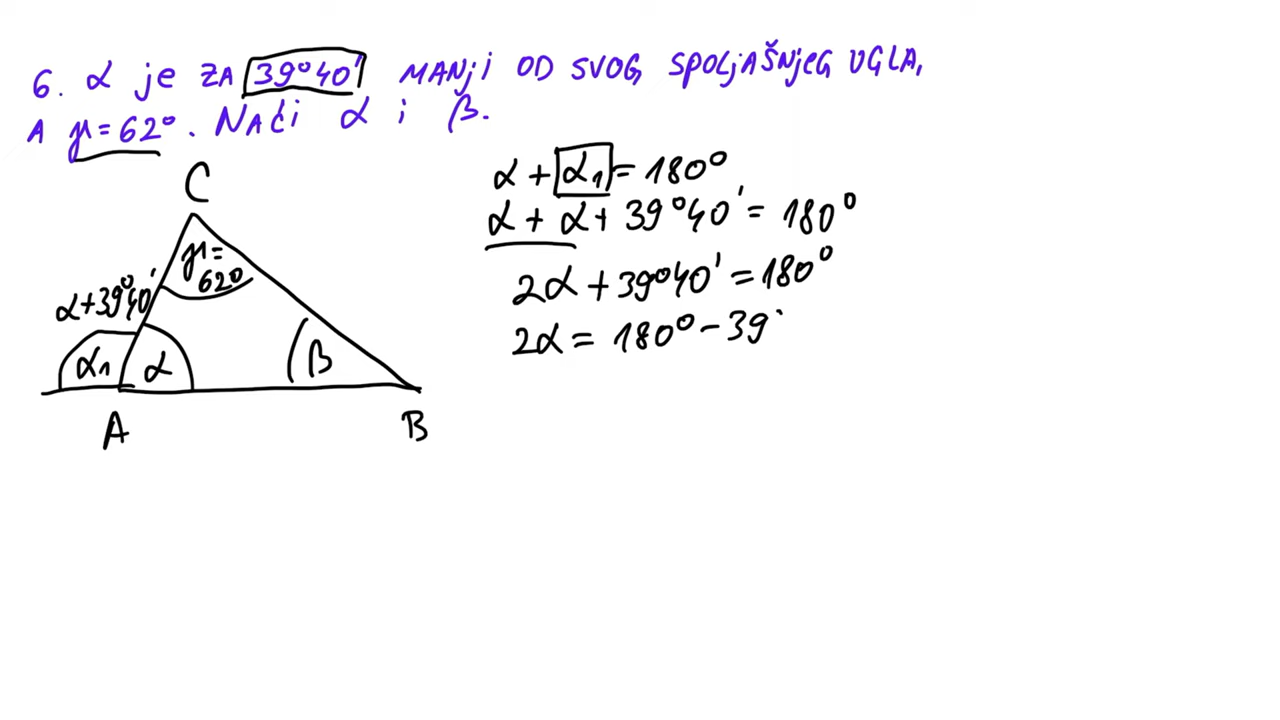 6. α je ZA 39°40' MANjI OD SVOG SPOLjAŠNjEG UGLA,
A γ=62°. NAĆI α i β.
C
γ=
62°
α+39°40'
α₁ α β
A B
α + α₁ = 180°
α + α + 39°40' = 180°
2α + 39°40' = 180°
2α = 180° - 39°